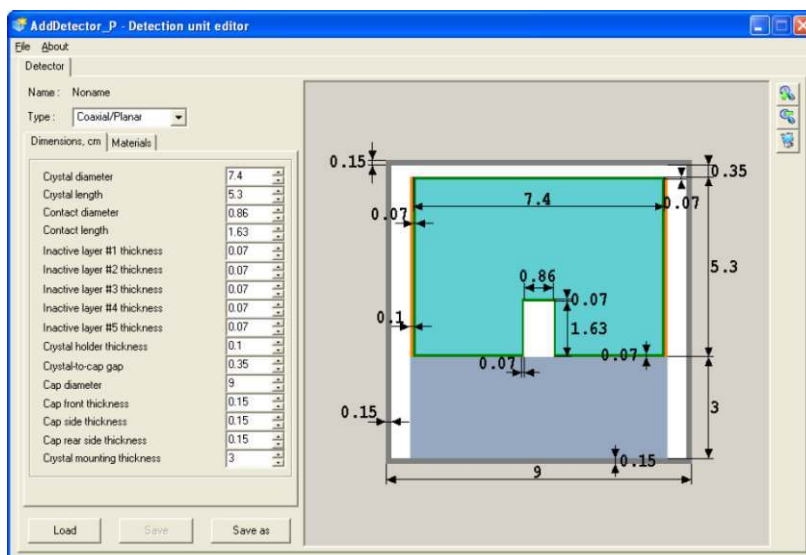 AddDetector_P - Detection unit editor
File About
Detector
Name : Noname
Type : Coaxial/Planar
Dimensions, cm Materials
Crystal diameter 7.4
Crystal length 5.3
Contact diameter 0.86
Contact length 1.63
Inactive layer #1 thickness 0.07
Inactive layer #2 thickness 0.07
Inactive layer #3 thickness 0.07
Inactive layer #4 thickness 0.07
Inactive layer #5 thickness 0.07
Crystal holder thickness 0.1
Crystal-to-cap gap 0.35
Cap diameter 9
Cap front thickness 0.15
Cap side thickness 0.15
Cap rear side thickness 0.15
Crystal mounting thickness 3
Load Save Save as
0.15
0.35
7.4
0.07
0.07
5.3
0.86
0.07
0.1
1.63
0.07
0.07
0.15
3
0.15
9